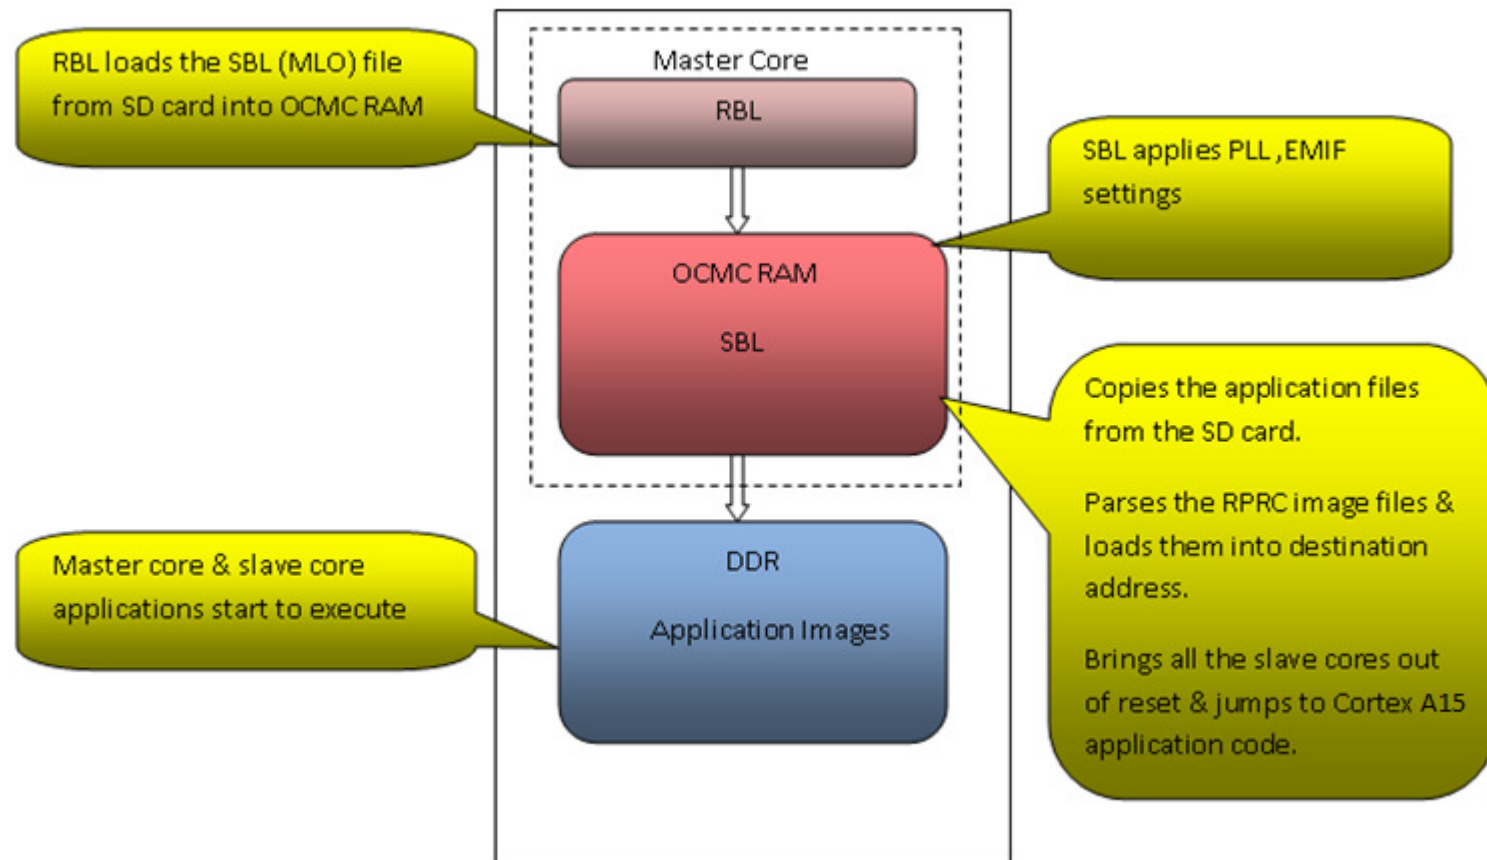 RBL loads the SBL (MLO) file
from SD card into OCMC RAM
Master Core
RBL
SBL applies PLL ,EMIF
settings
OCMC RAM
SBL
Copies the application files
from the SD card.
Parses the RPRC image files &
loads them into destination
address.
Brings all the slave cores out
of reset & jumps to Cortex A15
application code.
Master core & slave core
applications start to execute
DDR
Application Images